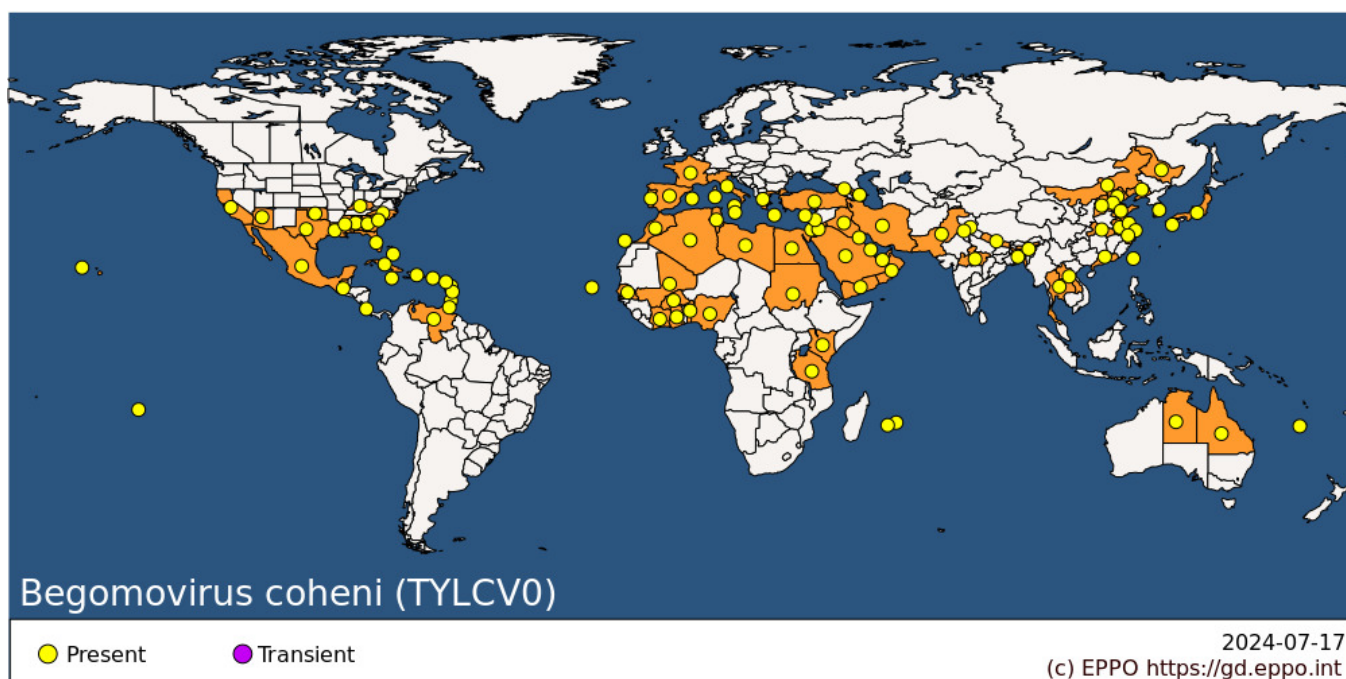 Begomovirus coheni (TYLCV0)
Present
Transient
2024-07-17
(c) EPPO https://gd.eppo.int